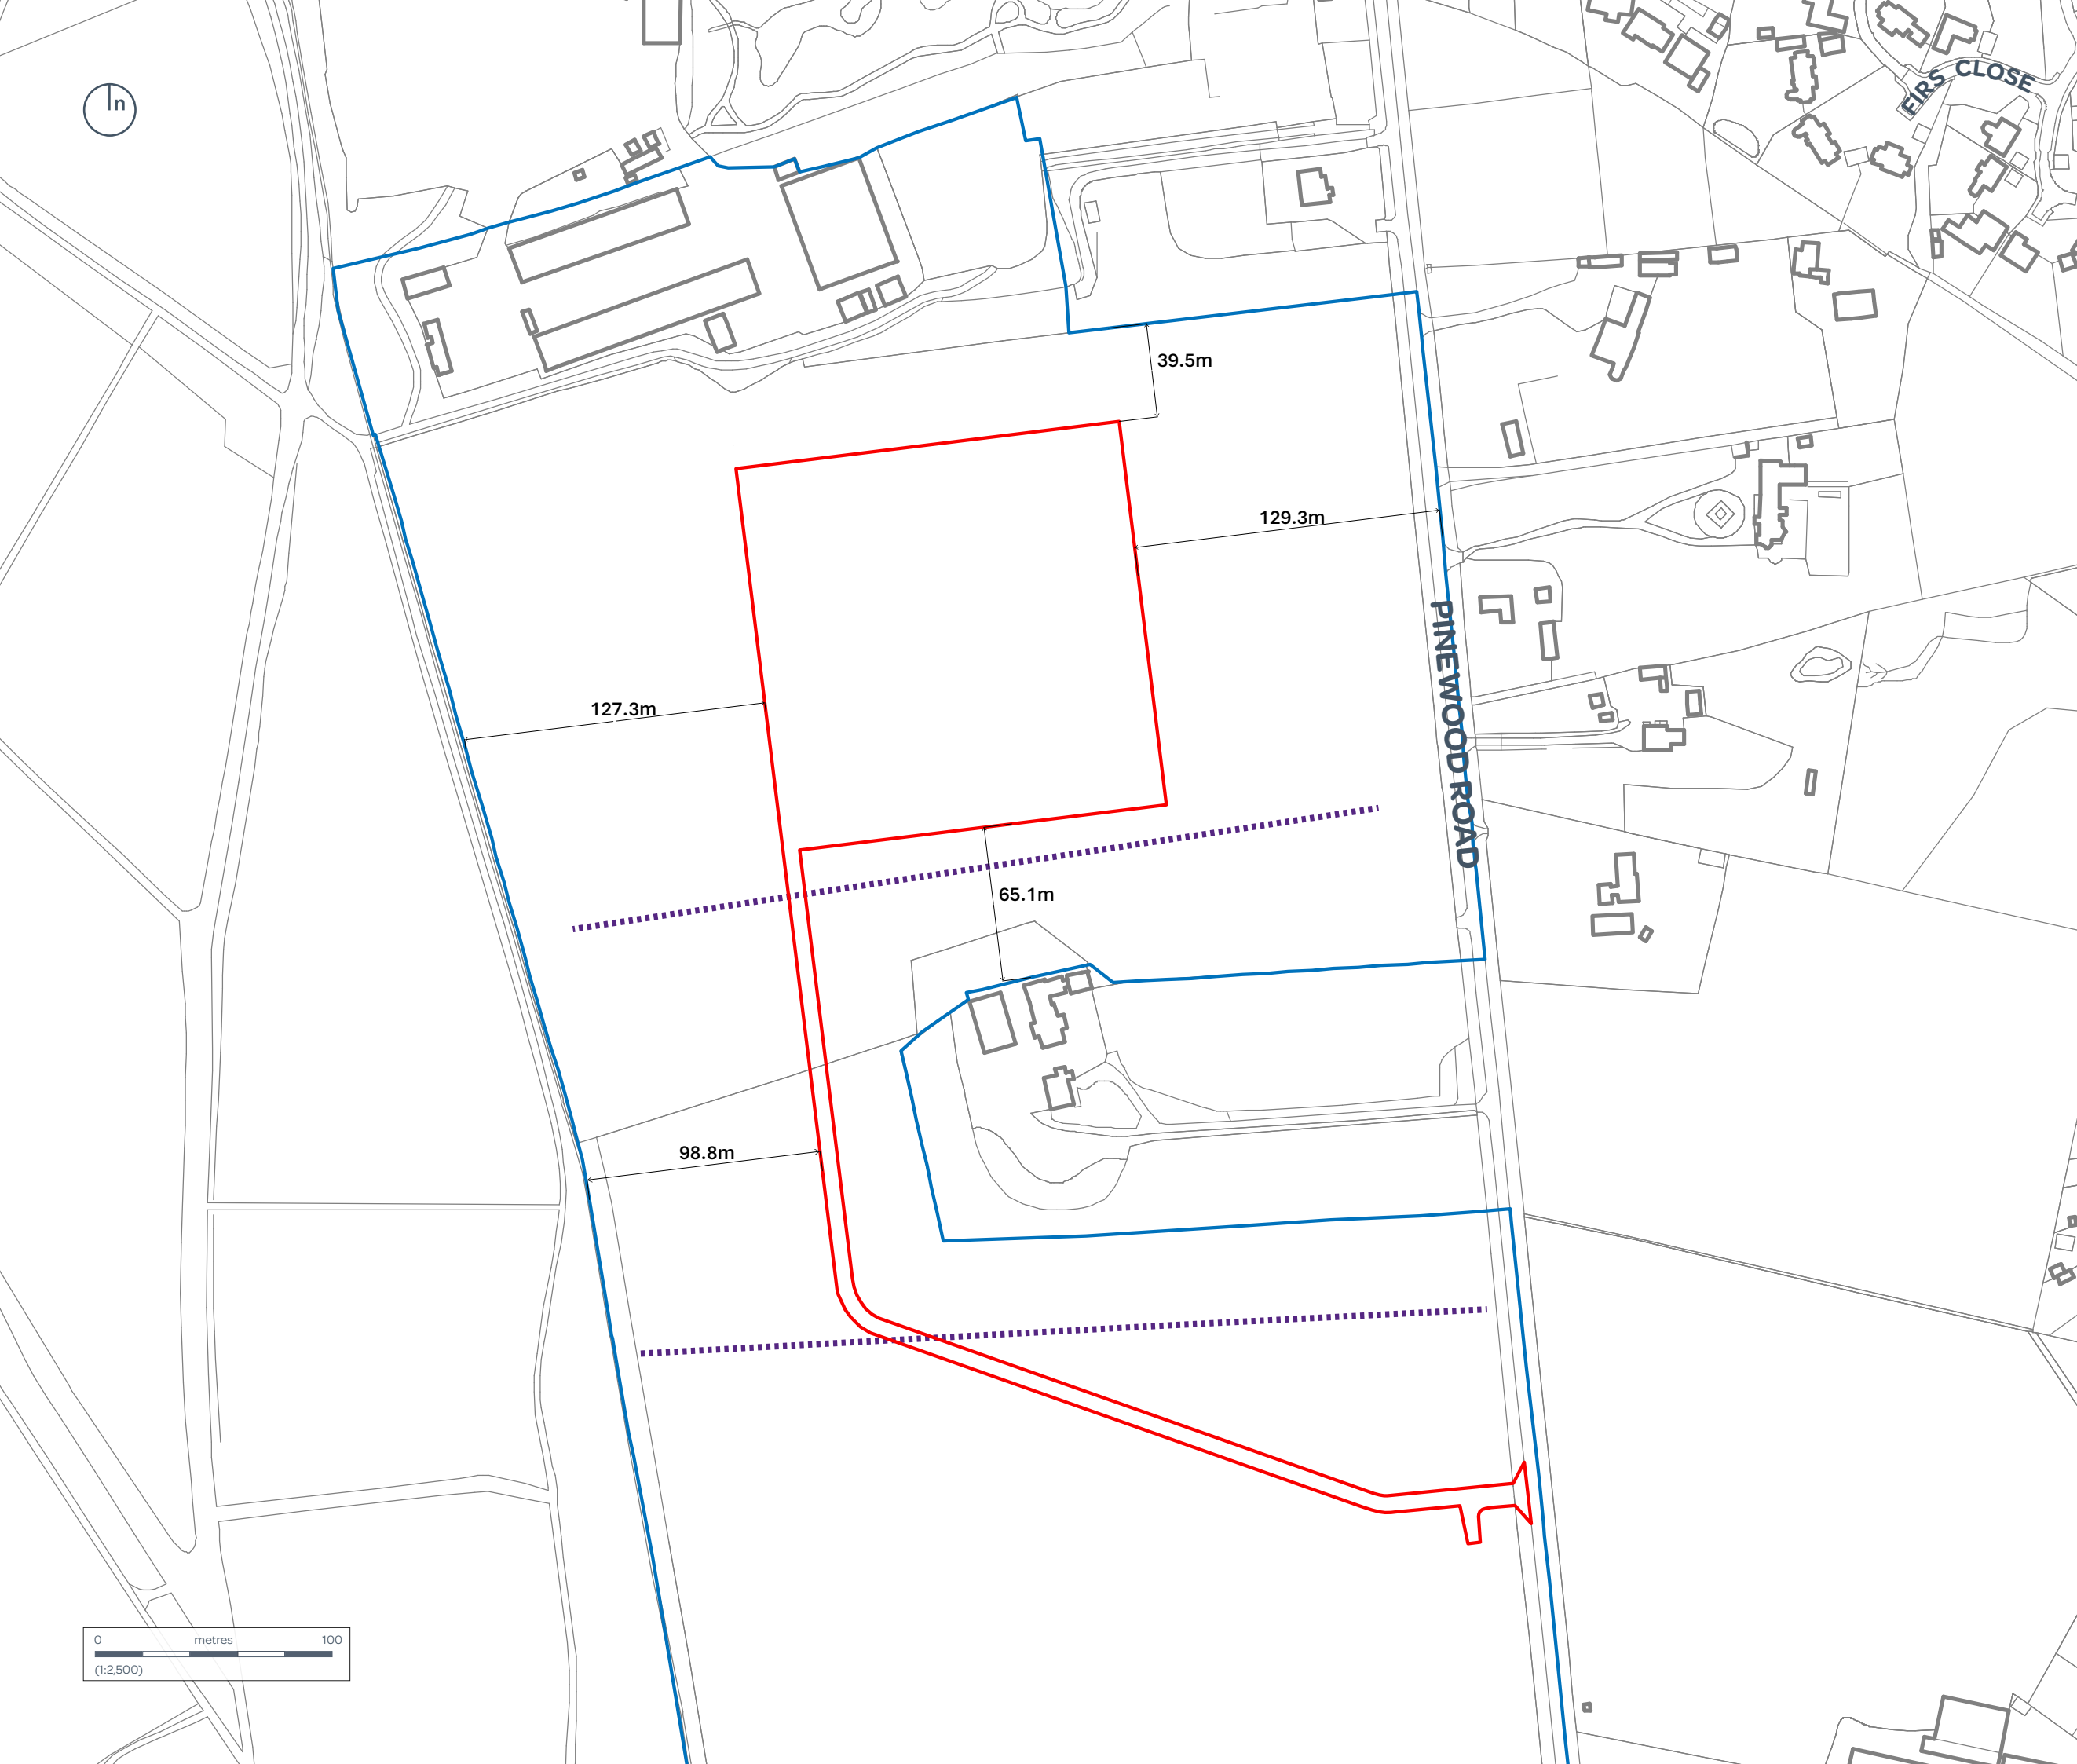 n
EIRS CLOSE
39.5m
129.3m
127.3m
PINEWOOD ROAD
65.1m
98.8m
0 metres 100
(1:2,500)